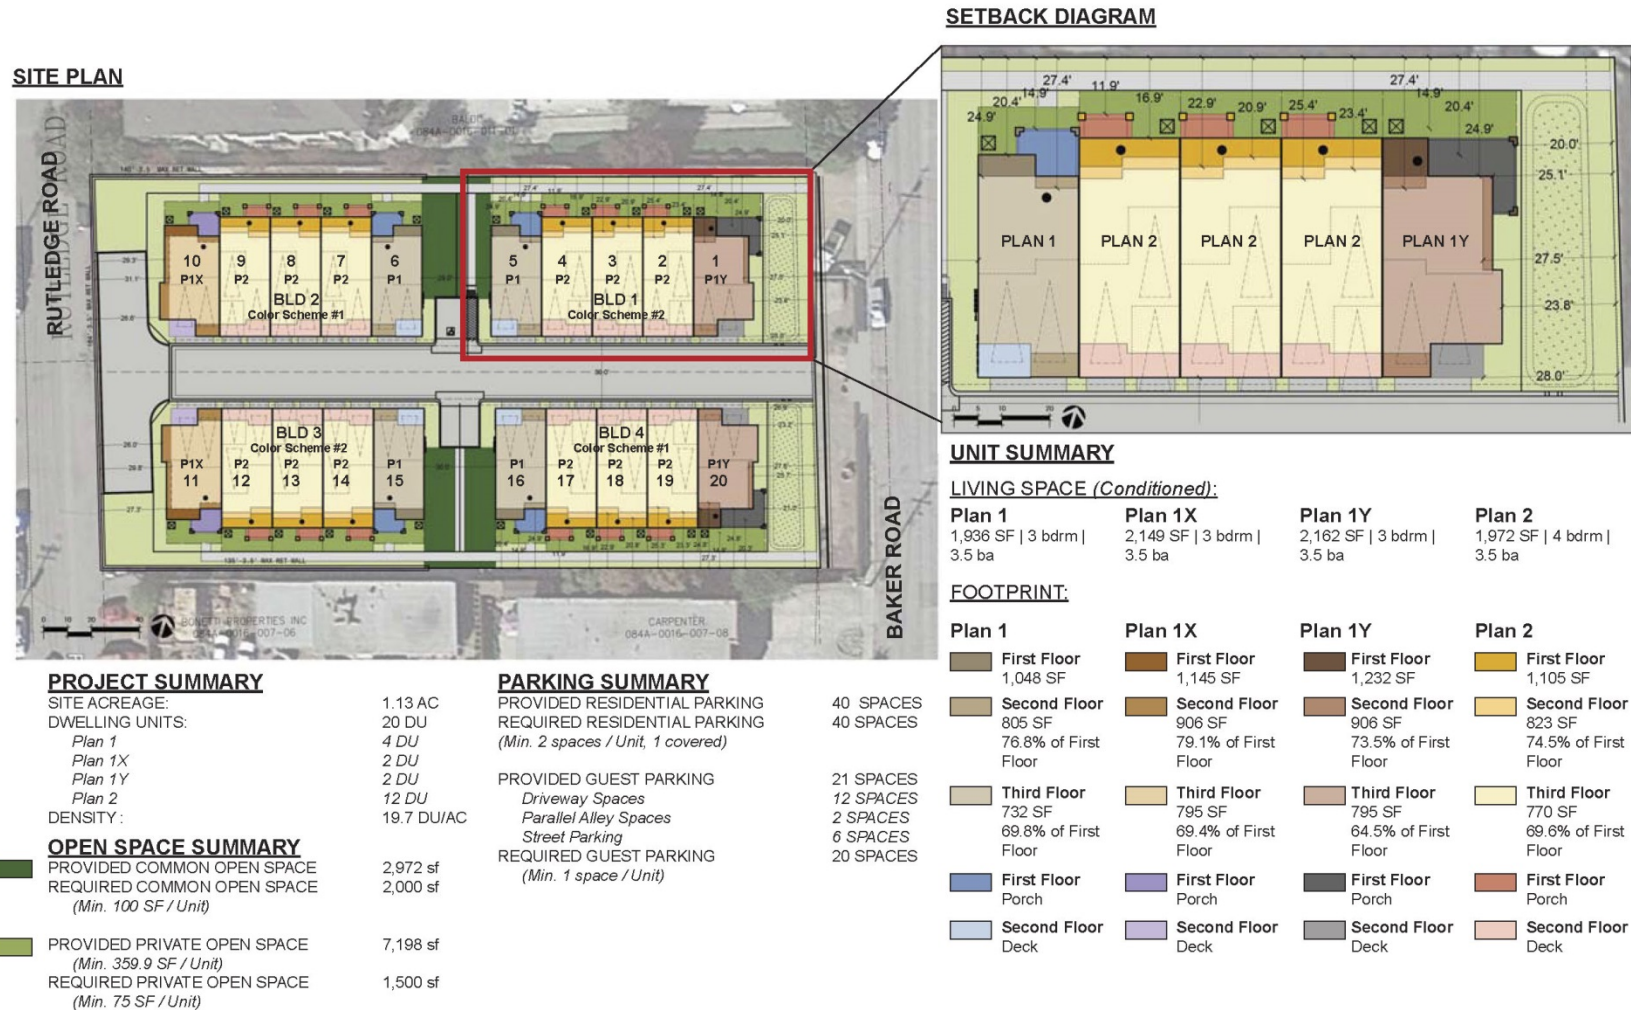 SETBACK DIAGRAM
SITE PLAN
RUTLEDGE ROAD
BAKER ROAD
10 P1X
9 P2
8 P2
7 P2
6 P1
BLD 2
Color Scheme #1
5 P1
4 P2
3 P2
2 P2
1 P1Y
BLD 1
Color Scheme #2
BLD 3
Color Scheme #2
P1X 11
P2 12
P2 13
P2 14
P1 15
BLD 4
Color Scheme #1
P1 16
P2 17
P2 18
P2 19
P1Y 20
BONETTI PROPERTIES INC
084A-0016-007-06
CARPENTER
084A-0016-007-08
27.4' 11.9' 27.4'
20.4' 14.9' 16.9' 22.9' 20.9' 25.4' 23.4' 14.9' 20.4'
24.9' 24.9'
20.0'
25.1'
27.5'
23.8'
28.0'
PLAN 1
PLAN 2
PLAN 2
PLAN 2
PLAN 1Y
PROJECT SUMMARY
SITE ACREAGE: 1.13 AC
DWELLING UNITS: 20 DU
Plan 1 4 DU
Plan 1X 2 DU
Plan 1Y 2 DU
Plan 2 12 DU
DENSITY : 19.7 DU/AC
OPEN SPACE SUMMARY
PROVIDED COMMON OPEN SPACE 2,972 sf
REQUIRED COMMON OPEN SPACE 2,000 sf
(Min. 100 SF / Unit)
PROVIDED PRIVATE OPEN SPACE 7,198 sf
(Min. 359.9 SF / Unit)
REQUIRED PRIVATE OPEN SPACE 1,500 sf
(Min. 75 SF / Unit)
PARKING SUMMARY
PROVIDED RESIDENTIAL PARKING 40 SPACES
REQUIRED RESIDENTIAL PARKING 40 SPACES
(Min. 2 spaces / Unit, 1 covered)
PROVIDED GUEST PARKING 21 SPACES
Driveway Spaces 12 SPACES
Parallel Alley Spaces 2 SPACES
Street Parking 6 SPACES
REQUIRED GUEST PARKING 20 SPACES
(Min. 1 space / Unit)
UNIT SUMMARY
LIVING SPACE (Conditioned):
Plan 1
1,936 SF | 3 bdrm |
3.5 ba
Plan 1X
2,149 SF | 3 bdrm |
3.5 ba
Plan 1Y
2,162 SF | 3 bdrm |
3.5 ba
Plan 2
1,972 SF | 4 bdrm |
3.5 ba
FOOTPRINT:
Plan 1
First Floor
1,048 SF
Second Floor
805 SF
76.8% of First
Floor
Third Floor
732 SF
69.8% of First
Floor
First Floor
Porch
Second Floor
Deck
Plan 1X
First Floor
1,145 SF
Second Floor
906 SF
79.1% of First
Floor
Third Floor
795 SF
69.4% of First
Floor
First Floor
Porch
Second Floor
Deck
Plan 1Y
First Floor
1,232 SF
Second Floor
906 SF
73.5% of First
Floor
Third Floor
795 SF
64.5% of First
Floor
First Floor
Porch
Second Floor
Deck
Plan 2
First Floor
1,105 SF
Second Floor
823 SF
74.5% of First
Floor
Third Floor
770 SF
69.6% of First
Floor
First Floor
Porch
Second Floor
Deck